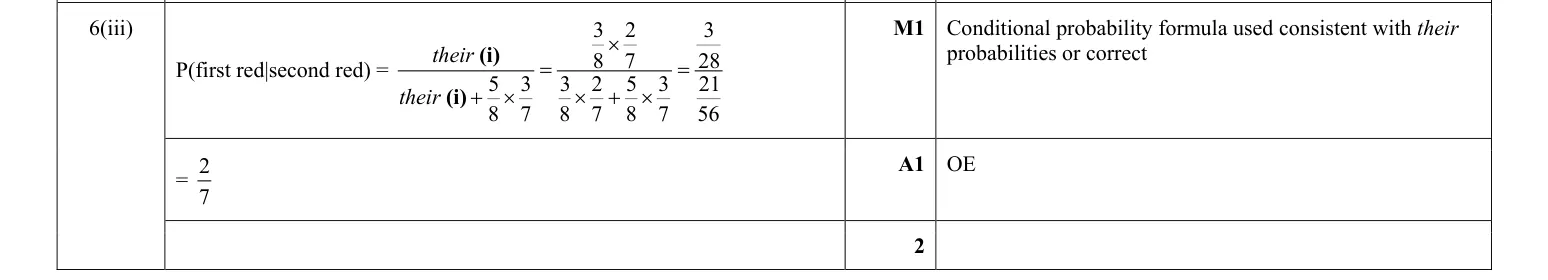 6(iii)
P(first red|second red) = their (i) / (their (i) + 5/8 × 3/7) = (3/8 × 2/7) / (3/8 × 2/7 + 5/8 × 3/7) = (3/28) / (21/56)
M1
Conditional probability formula used consistent with their
probabilities or correct
= 2/7
A1
OE
2